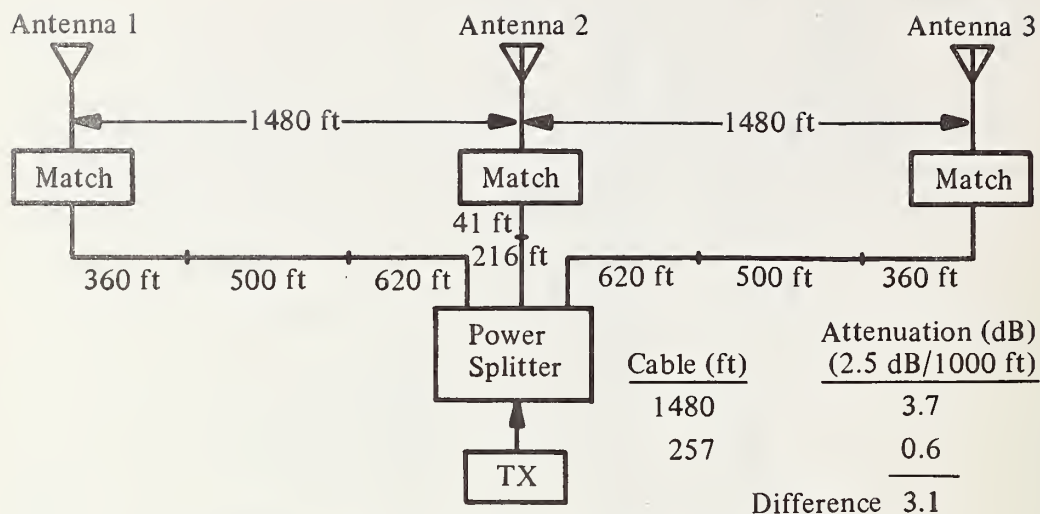 Antenna 1
Antenna 2
Antenna 3
1480 ft
1480 ft
Match
Match
Match
41 ft
216 ft
360 ft
500 ft
620 ft
620 ft
500 ft
360 ft
Power
Splitter
TX
Cable (ft)
Attenuation (dB)
(2.5 dB/1000 ft)
1480
3.7
257
0.6
Difference 3.1